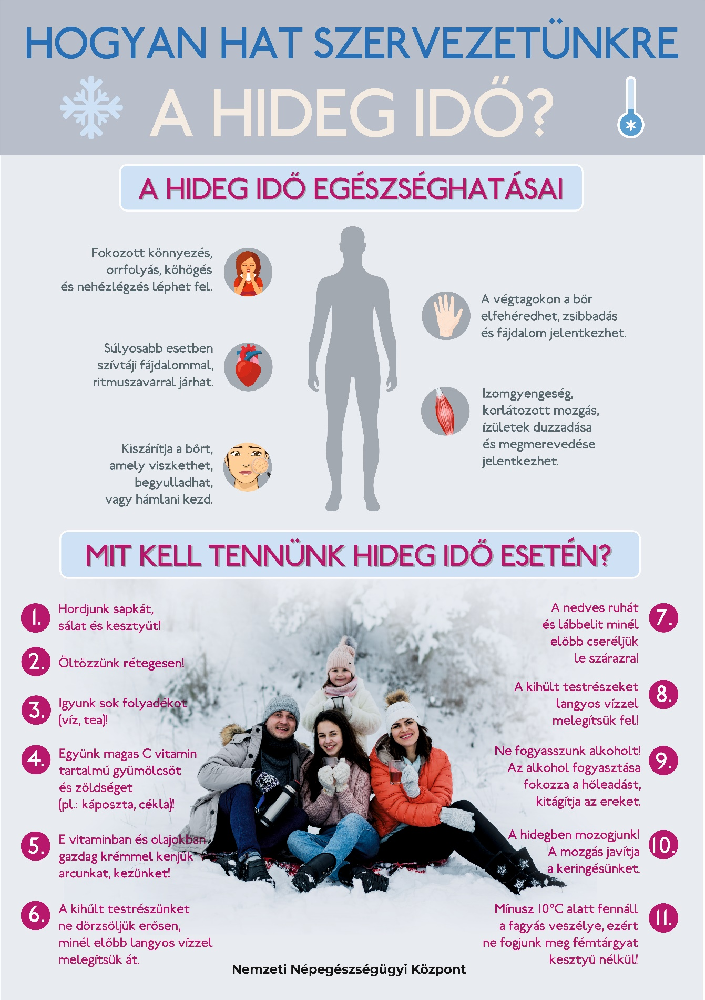 HOGYAN HAT SZERVEZETÜNKRE
A HIDEG IDŐ?
A HIDEG IDŐ EGÉSZSÉGHATÁSAI
Fokozott könnyezés,
orrfolyás, köhögés
és nehézlégzés léphet fel.
Súlyosabb esetben
szívtáji fájdalommal,
ritmuszavarral járhat.
Kiszárítja a bőrt,
amely viszkethet,
begyulladhat,
vagy hámlani kezd.
A végtagokon a bőr
elfehéredhet, zsibbadás
és fájdalom jelentkezhet.
Izomgyengeség,
korlátozott mozgás,
ízületek duzzadása
és megmerevedése
jelentkezhet.
MIT KELL TENNÜNK HIDEG IDŐ ESETÉN?
1. Hordjunk sapkát,
sálat és kesztyűt!
2. Öltözzünk rétegesen!
3. Igyunk sok folyadékot
(víz, tea)!
4. Együnk magas C vitamin
tartalmú gyümölcsöt
és zöldséget
(pl.: káposzta, cékla)!
5. E vitaminban és olajokban
gazdag krémmel kenjük
arcunkat, kezünket!
6. A kihűlt testrészünket
ne dörzsöljük erősen,
minél előbb langyos vízzel
melegítsük át.
7. A nedves ruhát
és lábbelit minél
előbb cseréljük
le szárazra!
8. A kihűlt testrészeket
langyos vízzel
melegítsük fel!
9. Ne fogyasszunk alkoholt!
Az alkohol fogyasztása
fokozza a hőleadást,
kitágítja az ereket.
10. A hidegben mozogjunk!
A mozgás javítja
a keringésünket.
11. Mínusz 10°C alatt fennáll
a fagyás veszélye, ezért
ne fogjunk meg fémtárgyat
kesztyű nélkül!
Nemzeti Népegészségügyi Központ